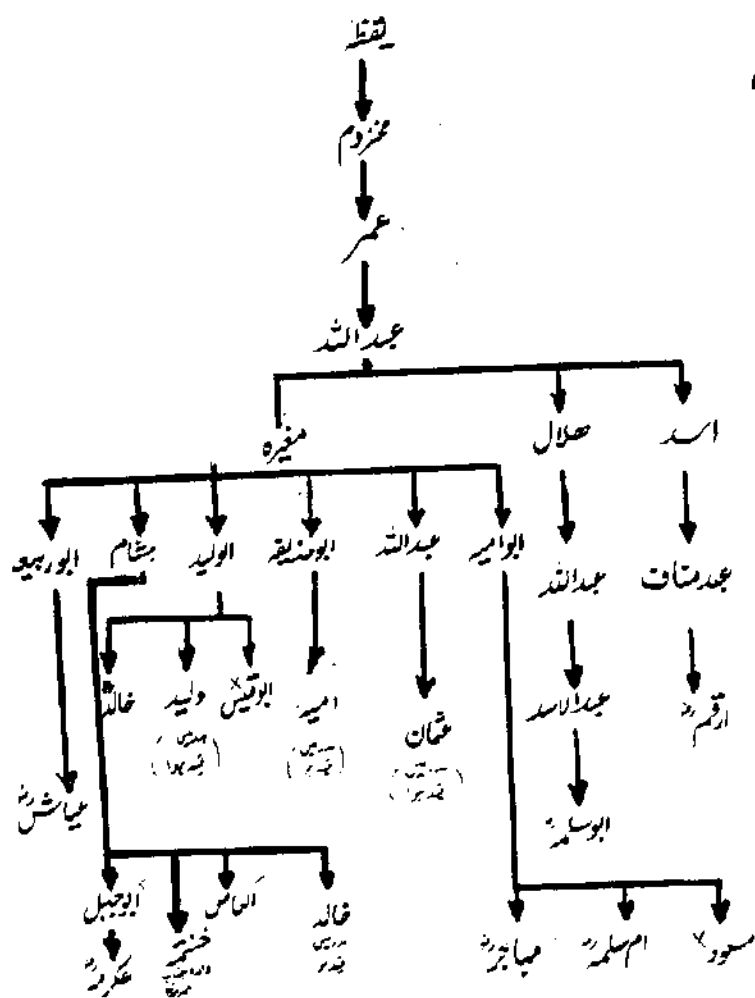 یقظہ
مخزوم
عمر
عبداللہ
اسد
ھلال
مغیرہ
ابوامیہ
عبداللہ
ابوحذیفہ
الولید
ہشام
ابوربیعہ
عبدمناف
عبداللہ
ارقمؓ
عبدالاسد
عثمان
امیہ
ابوقیس×
ولید
خالدؓ
عیاشؓ
ابوسلمہؓ
ابوجہل
العاص
خالد
عکرمہؓ
مسعود×
ام سلمہؓ
مہاجرؓ